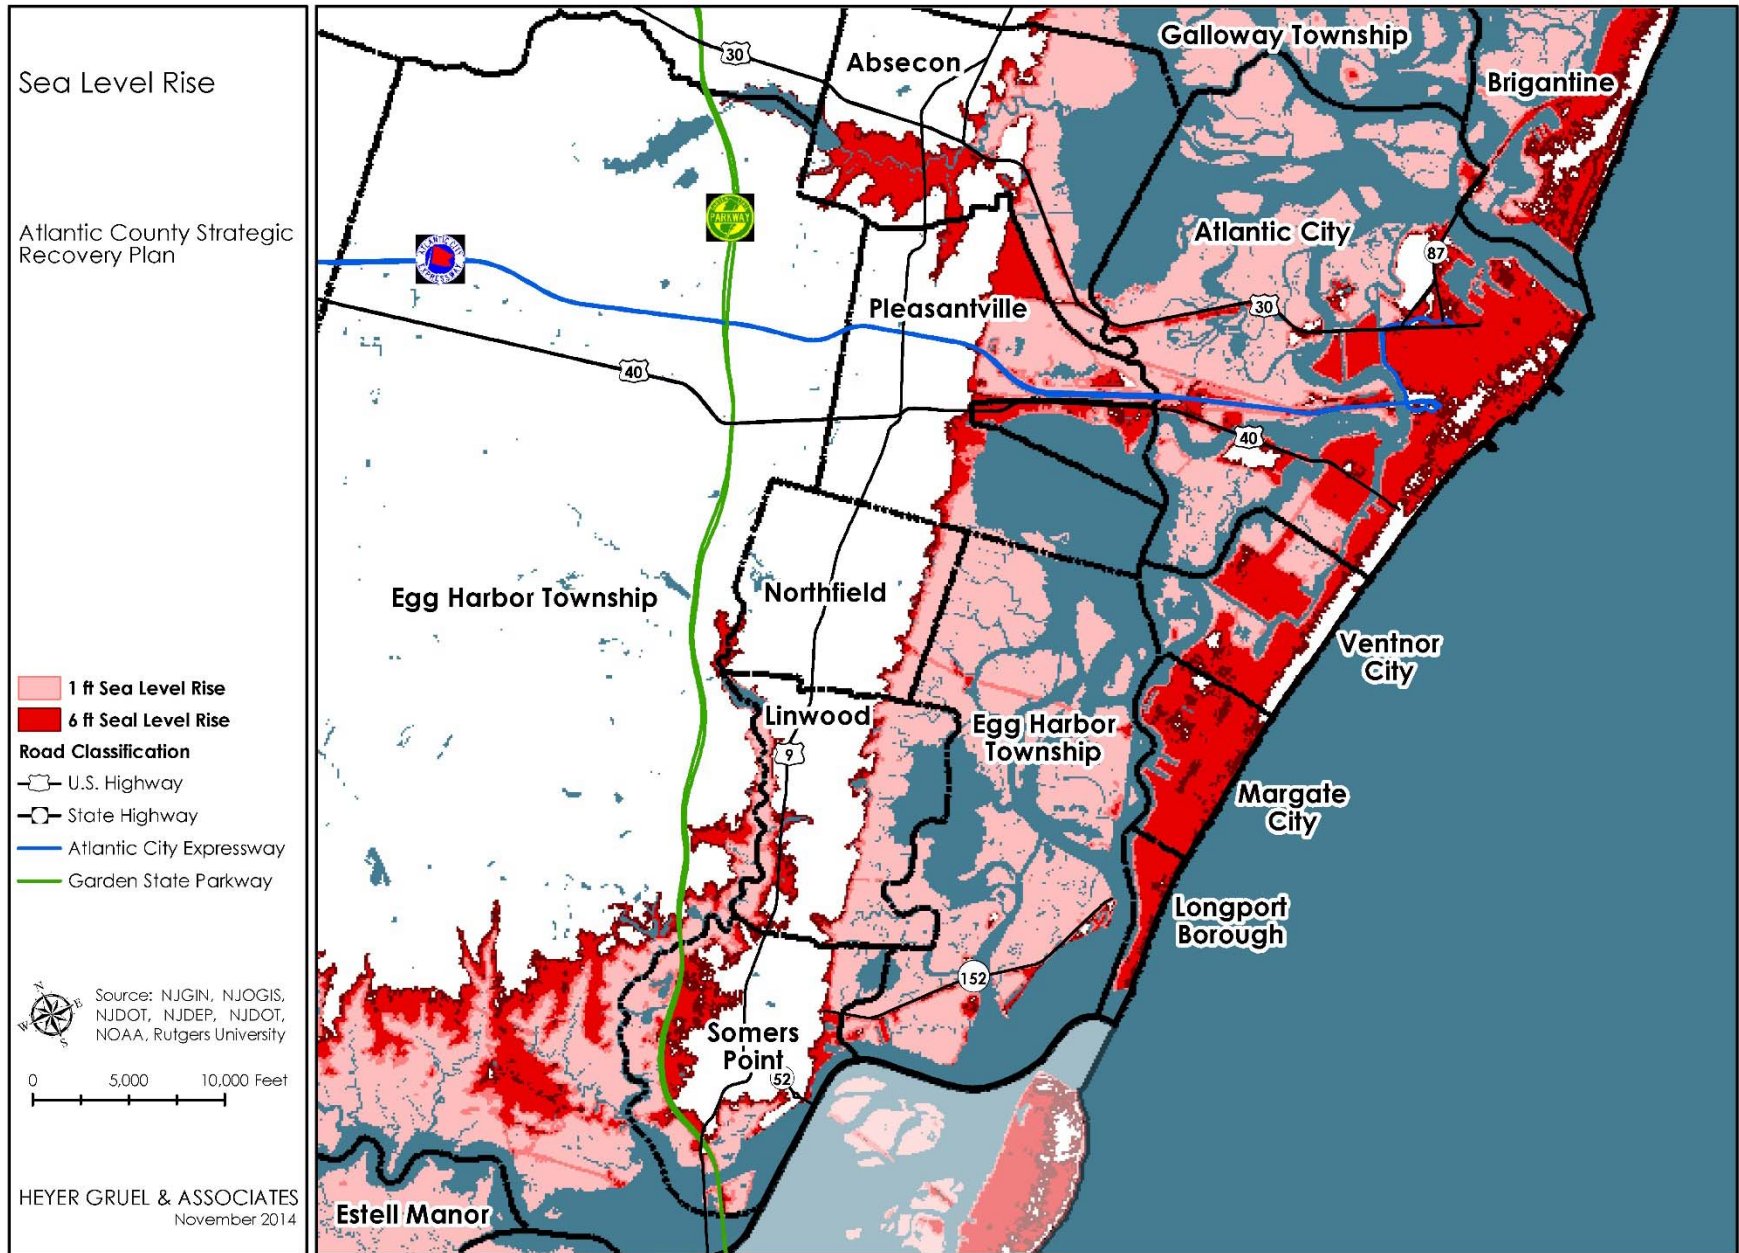 Sea Level Rise
Atlantic County Strategic
Recovery Plan
1 ft Sea Level Rise
6 ft Seal Level Rise
Road Classification
U.S. Highway
State Highway
Atlantic City Expressway
Garden State Parkway
N
W
E
S
Source: NJGIN, NJOGIS,
NJDOT, NJDEP, NJDOT,
NOAA, Rutgers University
0
5,000
10,000 Feet
HEYER GRUEL & ASSOCIATES
November 2014
30
Absecon
Galloway Township
Brigantine
PARKWAY
ATLANTIC CITY
EXPRESSWAY
Atlantic City
87
Pleasantville
30
40
40
Egg Harbor Township
Northfield
Ventnor
City
Linwood
9
Egg Harbor
Township
Margate
City
Longport
Borough
152
Somers
Point
52
Estell Manor